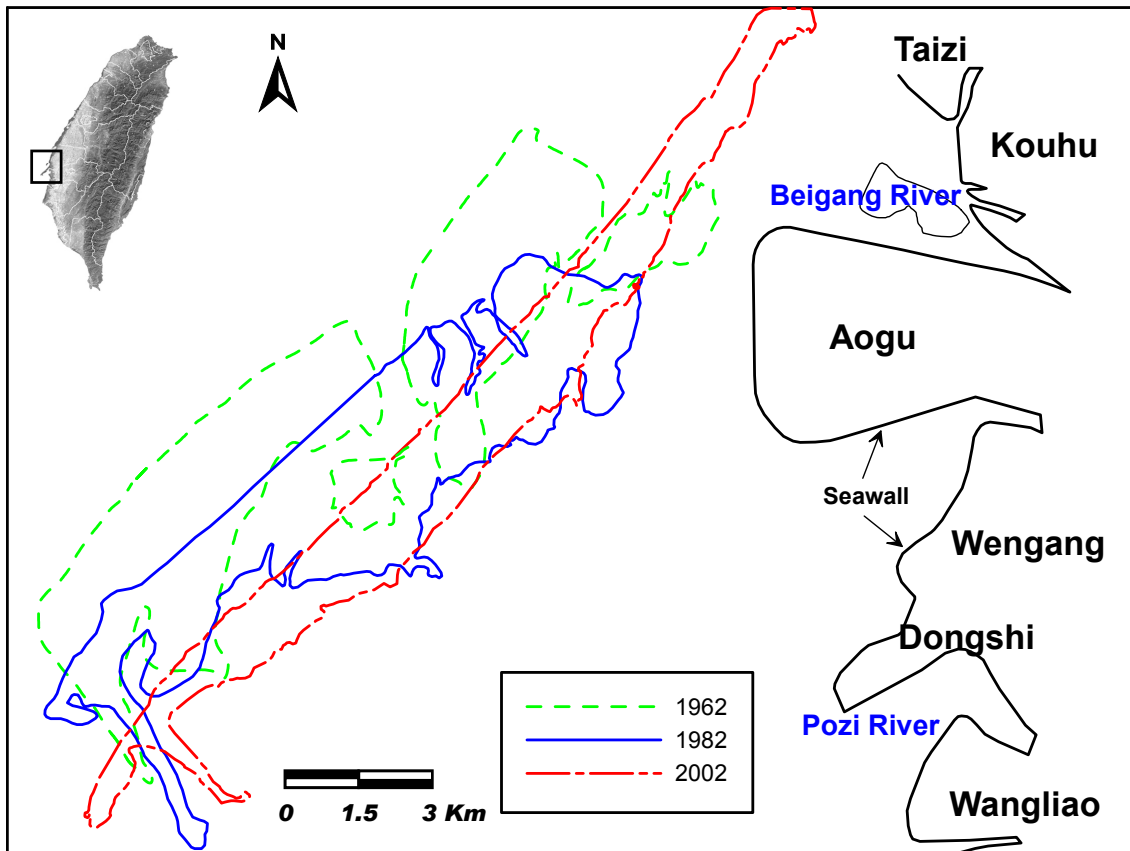 N
Taizi
Kouhu
Beigang River
Aogu
Seawall
Wengang
Dongshi
Pozi River
Wangliao
1962
1982
2002
0 1.5 3 Km